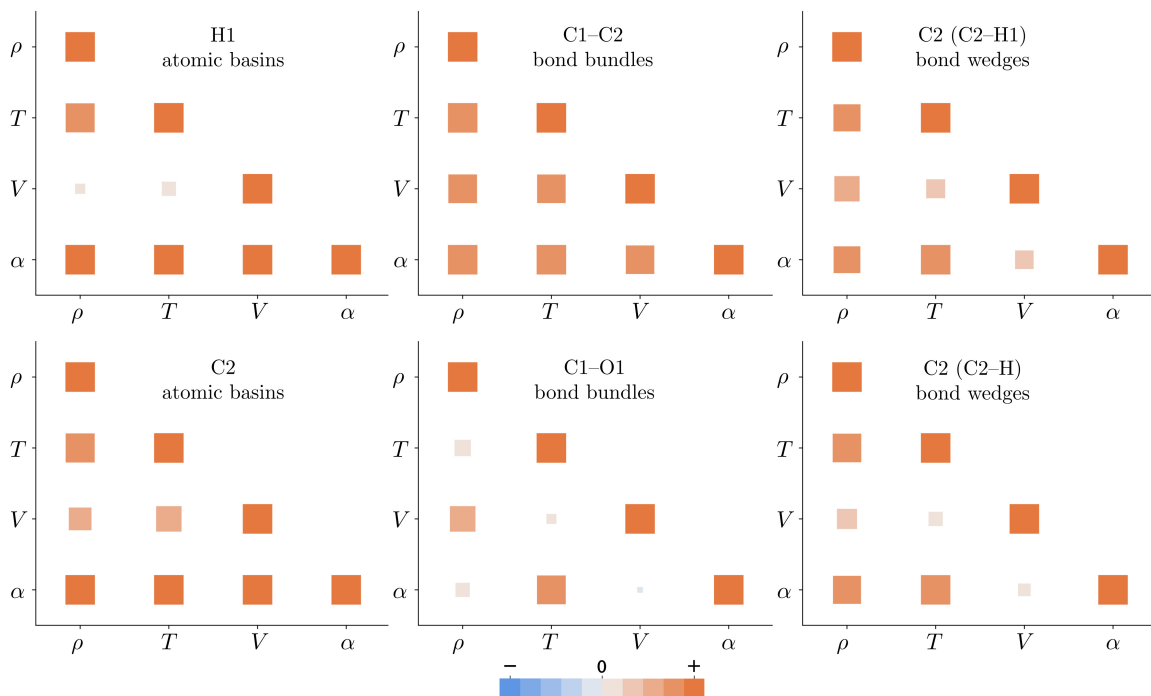 H1
atomic basins
ρ
T
V
α
ρ T V α
C1–C2
bond bundles
ρ T V α
C2 (C2–H1)
bond wedges
ρ
T
V
α
ρ T V α
C2
atomic basins
ρ
T
V
α
ρ T V α
C1–O1
bond bundles
ρ T V α
C2 (C2–H)
bond wedges
ρ
T
V
α
ρ T V α
− 0 +